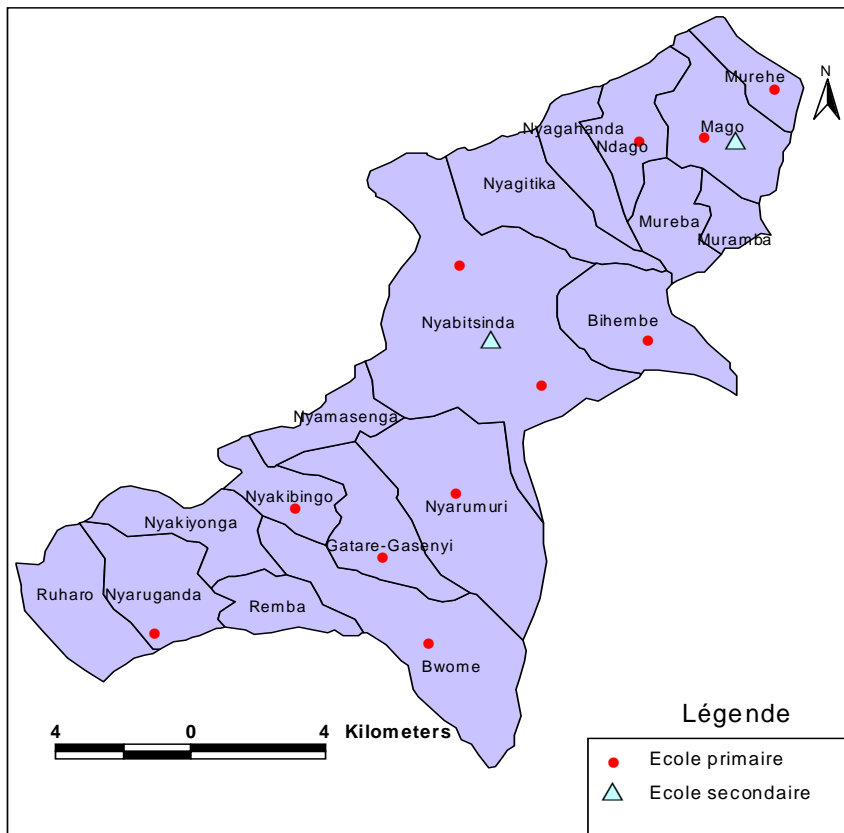 Murehe
N
Mago
Nyagahanda
Ndago
Nyagitika
Mureba
Muramba
Nyabitsinda
Bihembe
Nyamasenga
Nyakibingo
Nyarumuri
Nyakiyonga
Gatare-Gasenyi
Ruharo
Nyaruganda
Remba
Bwome
4 0 4 Kilometers
Légende
Ecole primaire
Ecole secondaire